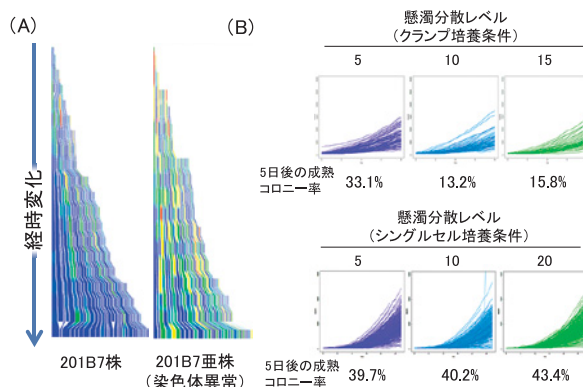 (A)
経時変化
201B7株
201B7亜株
(染色体異常)
(B)
懸濁分散レベル
(クランプ培養条件)
5 10 15
5日後の成熟
コロニー率
33.1% 13.2% 15.8%
懸濁分散レベル
(シングルセル培養条件)
5 10 20
5日後の成熟
コロニー率
39.7% 40.2% 43.4%